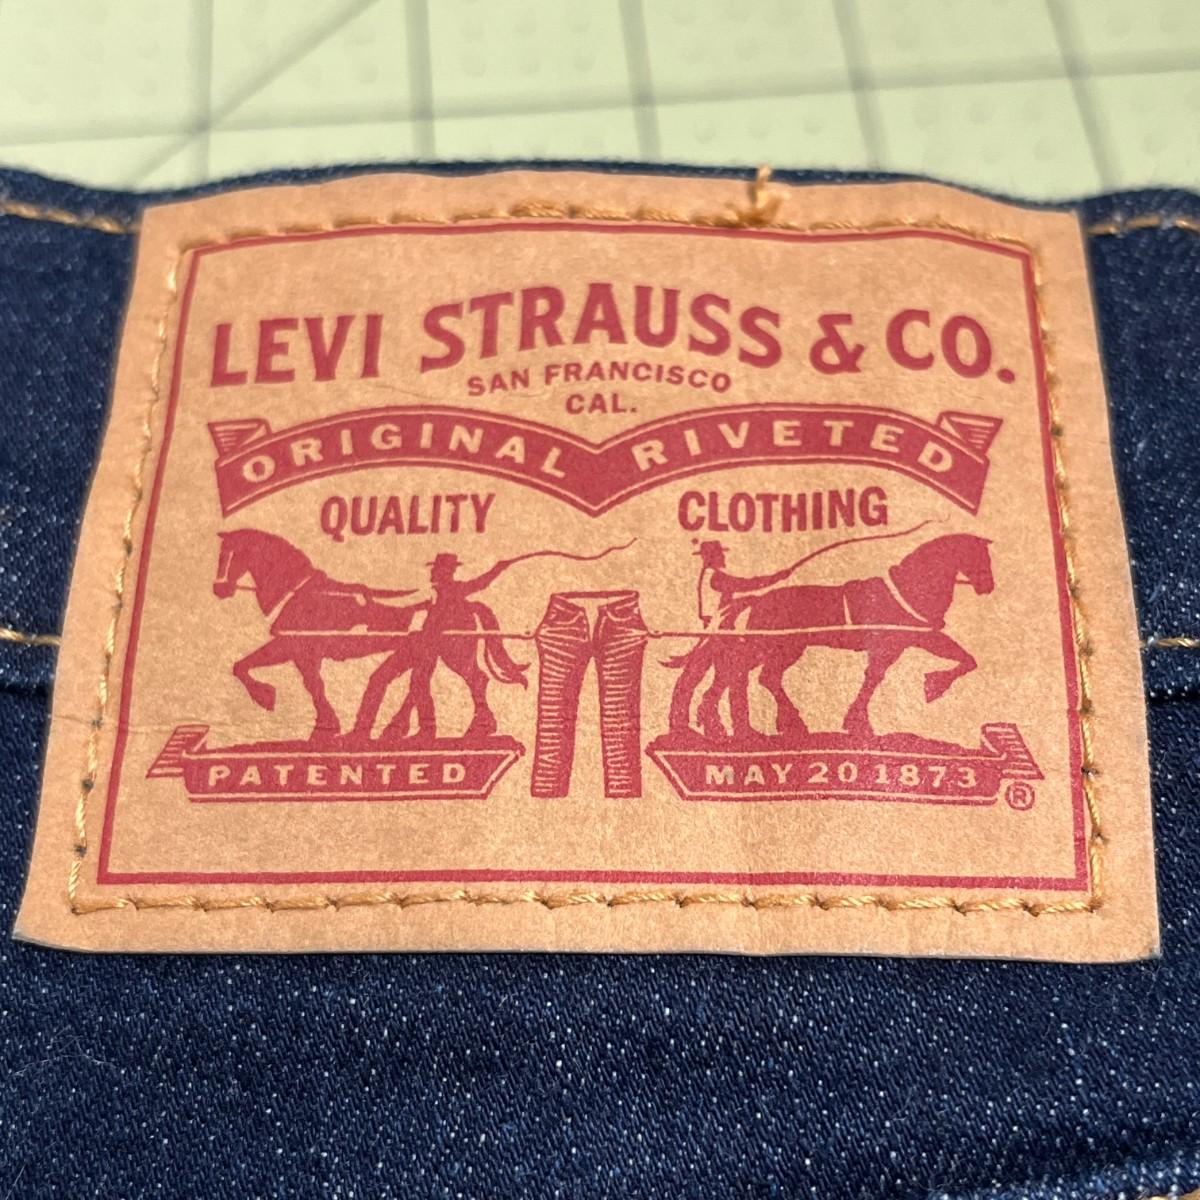 LEVI STRAUSS & CO.
SAN FRANCISCO
CAL.
ORIGINAL RIVETED
QUALITY CLOTHING
PATENTED MAY 20 1873 ®